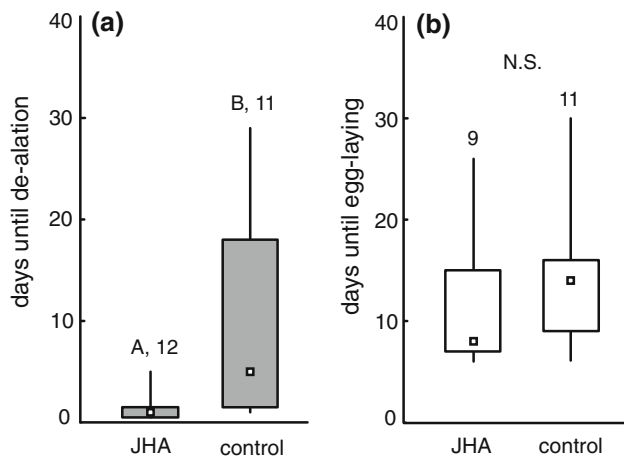 (a)
days until de-alation
40
30
20
10
0
A, 12
B, 11
JHA
control
(b)
days until egg-laying
40
30
20
10
0
N.S.
9
11
JHA
control